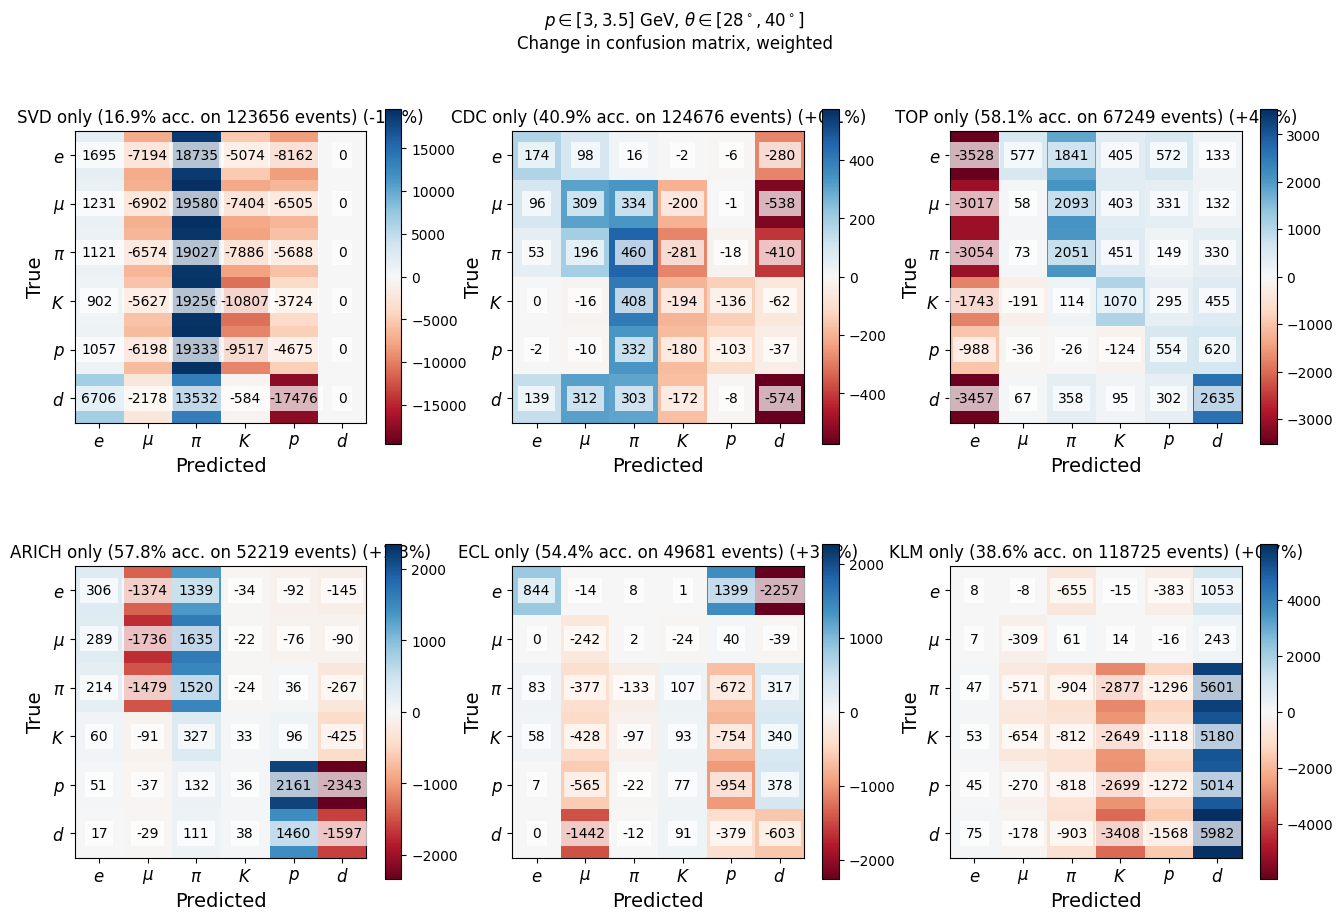 p ∈ [3, 3.5] GeV, θ ∈ [28°, 40°]
Change in confusion matrix, weighted
SVD only (16.9% acc. on 123656 events)
True
e 1695 -7194 18735 -5074 -8162 0
μ 1231 -6902 19580 -7404 -6505 0
π 1121 -6574 19027 -7886 -5688 0
K 902 -5627 19256 -10807 -3724 0
p 1057 -6198 19333 -9517 -4675 0
d 6706 -2178 13532 -584 -17476 0
e μ π K p d
Predicted
15000
10000
5000
0
−5000
−10000
−15000
CDC only (40.9% acc. on 124676 events)
True
e 174 98 16 -2 -6 -280
μ 96 309 334 -200 -1 -538
π 53 196 460 -281 -18 -410
K 0 -16 408 -194 -136 -62
p -2 -10 332 -180 -103 -37
d 139 312 303 -172 -8 -574
e μ π K p d
Predicted
400
200
0
−200
−400
TOP only (58.1% acc. on 67249 events)
True
e -3528 577 1841 405 572 133
μ -3017 58 2093 403 331 132
π -3054 73 2051 451 149 330
K -1743 -191 114 1070 295 455
p -988 -36 -26 -124 554 620
d -3457 67 358 95 302 2635
e μ π K p d
Predicted
3000
2000
1000
0
−1000
−2000
−3000
ARICH only (57.8% acc. on 52219 events)
True
e 306 -1374 1339 -34 -92 -145
μ 289 -1736 1635 -22 -76 -90
π 214 -1479 1520 -24 36 -267
K 60 -91 327 33 96 -425
p 51 -37 132 36 2161 -2343
d 17 -29 111 38 1460 -1597
e μ π K p d
Predicted
2000
1000
0
−1000
−2000
ECL only (54.4% acc. on 49681 events)
True
e 844 -14 8 1 1399 -2257
μ 0 -242 2 -24 40 -39
π 83 -377 -133 107 -672 317
K 58 -428 -97 93 -754 340
p 7 -565 -22 77 -954 378
d 0 -1442 -12 91 -379 -603
e μ π K p d
Predicted
2000
1000
0
−1000
−2000
KLM only (38.6% acc. on 118725 events)
True
e 8 -8 -655 -15 -383 1053
μ 7 -309 61 14 -16 243
π 47 -571 -904 -2877 -1296 5601
K 53 -654 -812 -2649 -1118 5180
p 45 -270 -818 -2699 -1272 5014
d 75 -178 -903 -3408 -1568 5982
e μ π K p d
Predicted
4000
2000
0
−2000
−4000